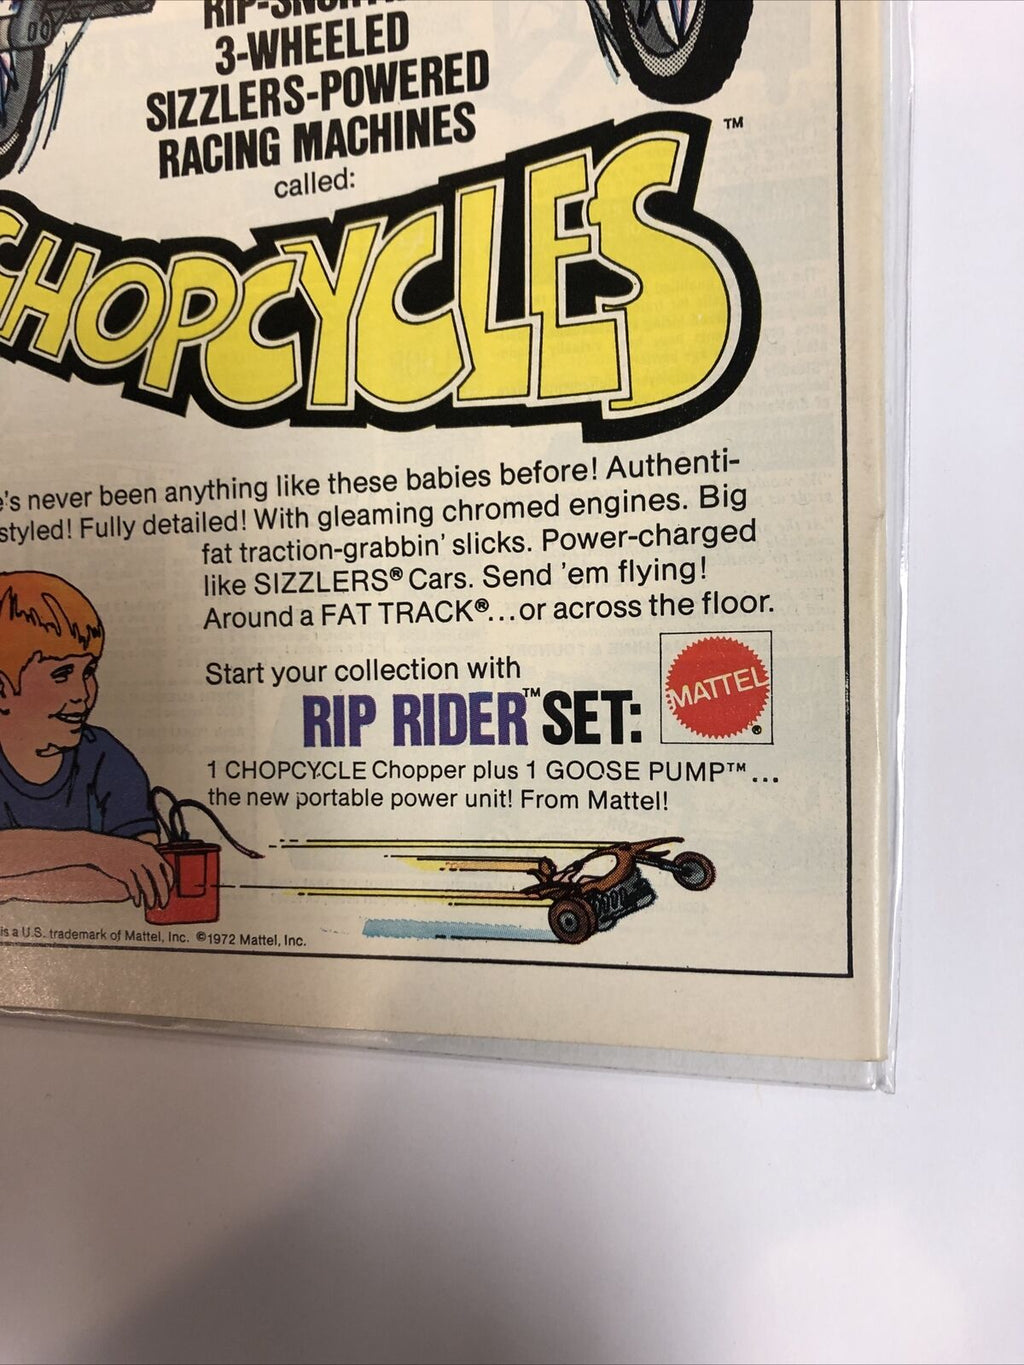 3-WHEELED
SIZZLERS-POWERED
RACING MACHINES
called:
CHOPCYCLES™
never been anything like these babies before! Authenti-
styled! Fully detailed! With gleaming chromed engines. Big
fat traction-grabbin' slicks. Power-charged
like SIZZLERS® Cars. Send 'em flying!
Around a FAT TRACK®...or across the floor.
Start your collection with
RIP RIDER™ SET:
MATTEL®
1 CHOPCYCLE Chopper plus 1 GOOSE PUMP™...
the new portable power unit! From Mattel!
is a U.S. trademark of Mattel, Inc. ©1972 Mattel, Inc.